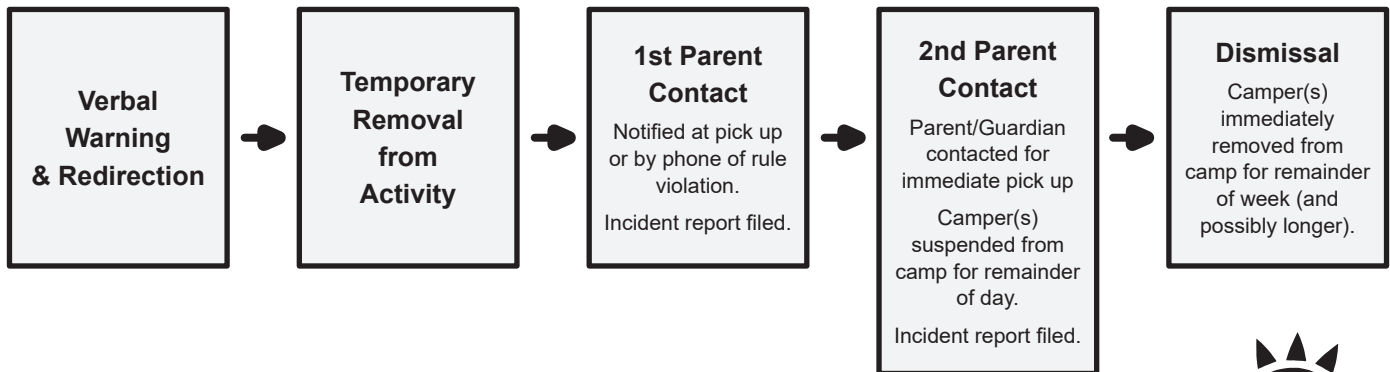 Verbal
Warning
& Redirection
Temporary
Removal
from
Activity
1st Parent
Contact
Notified at pick up
or by phone of rule
violation.
Incident report filed.
2nd Parent
Contact
Parent/Guardian
contacted for
immediate pick up
Camper(s)
suspended from
camp for remainder
of day.
Incident report filed.
Dismissal
Camper(s)
immediately
removed from
camp for remainder
of week (and
possibly longer).